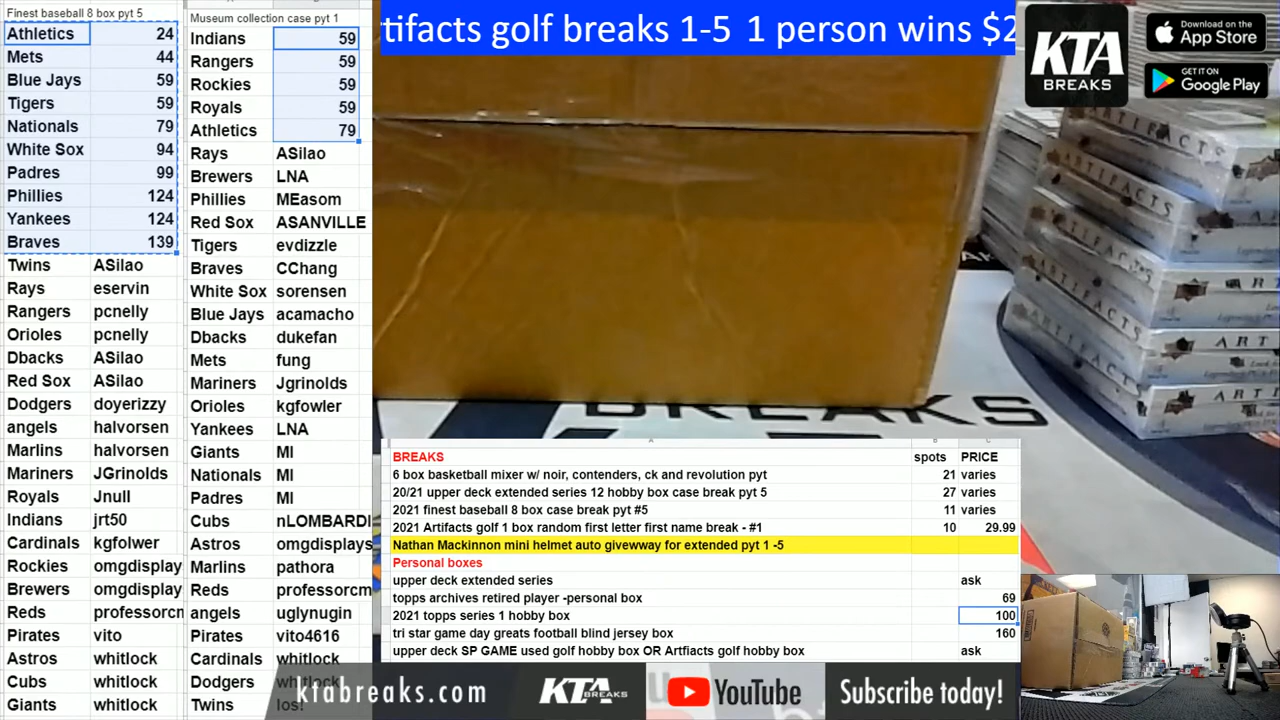 Finest baseball 8 box pyt 5
Athletics 24
Mets 44
Blue Jays 59
Tigers 59
Nationals 79
White Sox 94
Padres 99
Phillies 124
Yankees 124
Braves 139
Twins ASilao
Rays eservin
Rangers pcnelly
Orioles pcnelly
Dbacks ASilao
Red Sox ASilao
Dodgers doyerizzy
angels halvorsen
Marlins halvorsen
Mariners JGrinolds
Royals Jnull
Indians jrt50
Cardinals kgfolwer
Rockies omgdisplay
Brewers omgdisplay
Reds professorcm
Pirates vito
Astros whitlock
Cubs whitlock
Giants whitlock
Museum collection case pyt 1
Indians 59
Rangers 59
Rockies 59
Royals 59
Athletics 79
Rays ASilao
Brewers LNA
Phillies MEasom
Red Sox ASANVILLE
Tigers evdizzle
Braves CChang
White Sox sorensen
Blue Jays acamacho
Dbacks dukefan
Mets fung
Mariners Jgrinolds
Orioles kgfowler
Yankees LNA
Giants MI
Nationals MI
Padres MI
Cubs nLOMBARDI
Astros omgdisplays
Marlins pathora
Reds professorcm
angels uglynugin
Pirates vito4616
Cardinals whitlock
Dodgers whitlock
Twins los!
tifacts golf breaks 1-5 1 person wins $2
KTA
BREAKS
Download on the
App Store
GET IT ON
Google Play
ARTIFACTS
ARTIFACTS
ARTIFACTS
ARTIFACTS
ART
ART
BREAKS
BREAKS spots PRICE
6 box basketball mixer w/ noir, contenders, ck and revolution pyt 21 varies
20/21 upper deck extended series 12 hobby box case break pyt 5 27 varies
2021 finest baseball 8 box case break pyt #5 11 varies
2021 Artifacts golf 1 box random first letter first name break - #1 10 29.99
Nathan Mackinnon mini helmet auto givewway for extended pyt 1 -5
Personal boxes
upper deck extended series ask
topps archives retired player -personal box 69
2021 topps series 1 hobby box 100
tri star game day greats football blind jersey box 160
upper deck SP GAME used golf hobby box OR Artfiacts golf hobby box ask
ktabreaks.com
KTA
BREAKS
YouTube
Subscribe today!